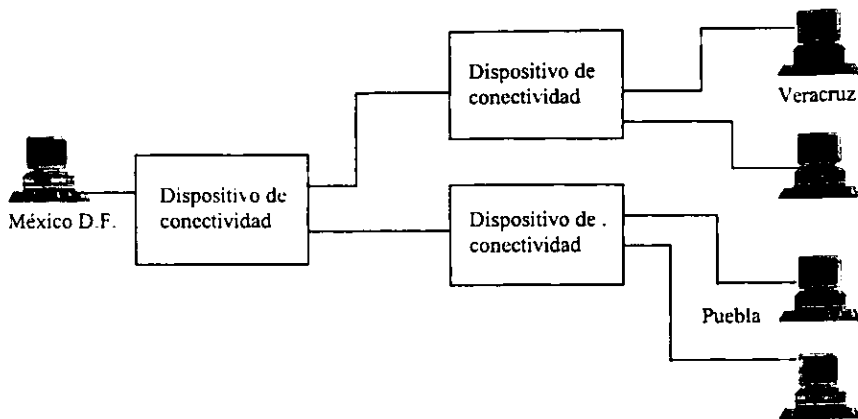 Dispositivo de
conectividad
Veracruz
Dispositivo de
conectividad
México D.F.
Dispositivo de .
conectividad
Puebla